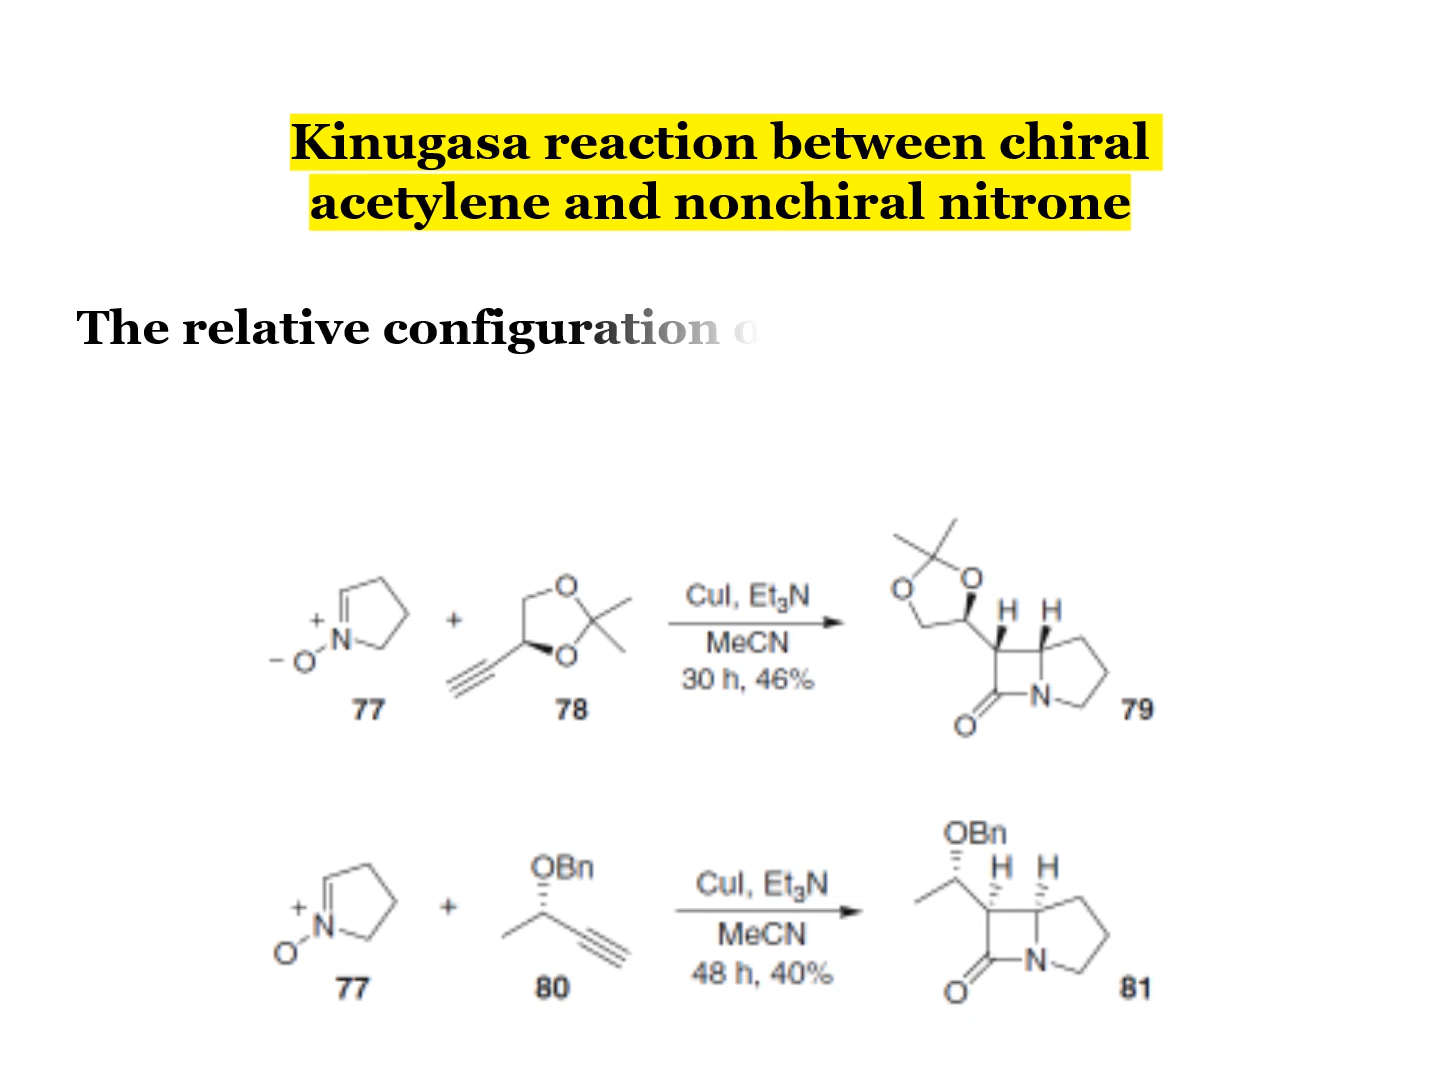 Kinugasa reaction between chiral
acetylene and nonchiral nitrone
The relative configuration
O O
H H
+ N
− O
77
+
O
O
78
CuI, Et3N
MeCN
30 h, 46%
O
N
79
+ N
O
77
+
OBn
80
CuI, Et3N
MeCN
48 h, 40%
OBn
H H
O
N
81